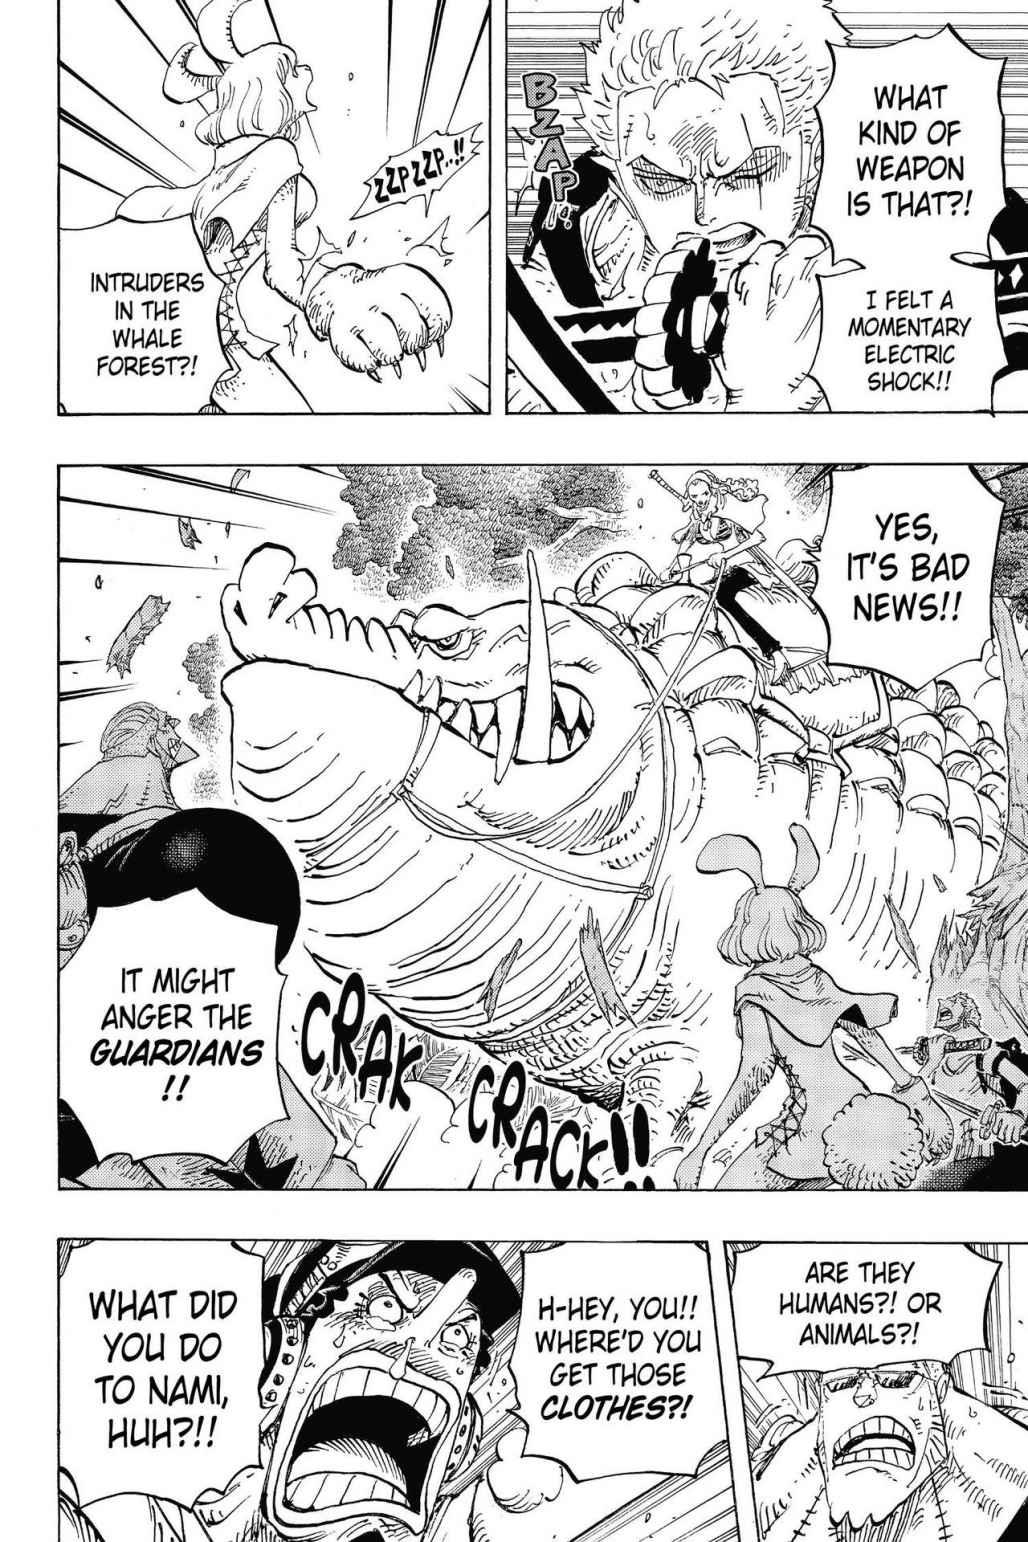 WHAT
KIND OF
WEAPON
IS THAT?!
I FELT A
MOMENTARY
ELECTRIC
SHOCK!!
BZAP
ZZPZZP..!!
INTRUDERS
IN THE
WHALE
FOREST?!
YES,
IT'S BAD
NEWS!!
IT MIGHT
ANGER THE
GUARDIANS
!!
CRAK
CRACK!!
ARE THEY
HUMANS?! OR
ANIMALS?!
H-HEY, YOU!!
WHERE'D YOU
GET THOSE
CLOTHES?!
WHAT DID
YOU DO
TO NAMI,
HUH?!!